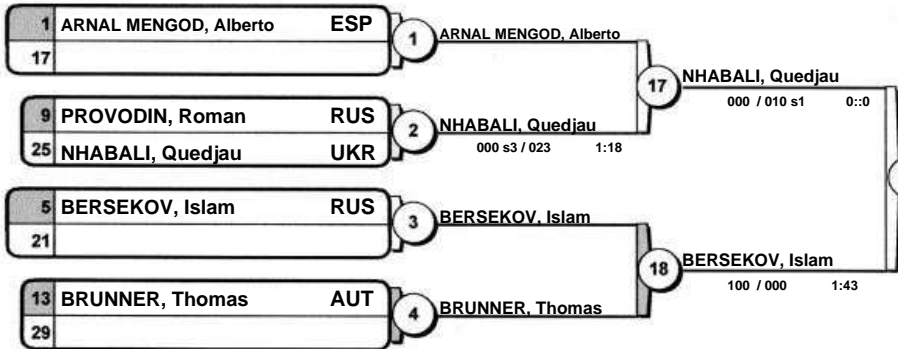 1 ARNAL MENGOD, Alberto ESP
17
1 ARNAL MENGOD, Alberto
9 PROVODIN, Roman RUS
25 NHABALI, Quedjau UKR
2 NHABALI, Quedjau
000 s3 / 023 1:18
17 NHABALI, Quedjau
000 / 010 s1 0::0
5 BERSEKOV, Islam RUS
21
3 BERSEKOV, Islam
13 BRUNNER, Thomas AUT
29
4 BRUNNER, Thomas
18 BERSEKOV, Islam
100 / 000 1:43